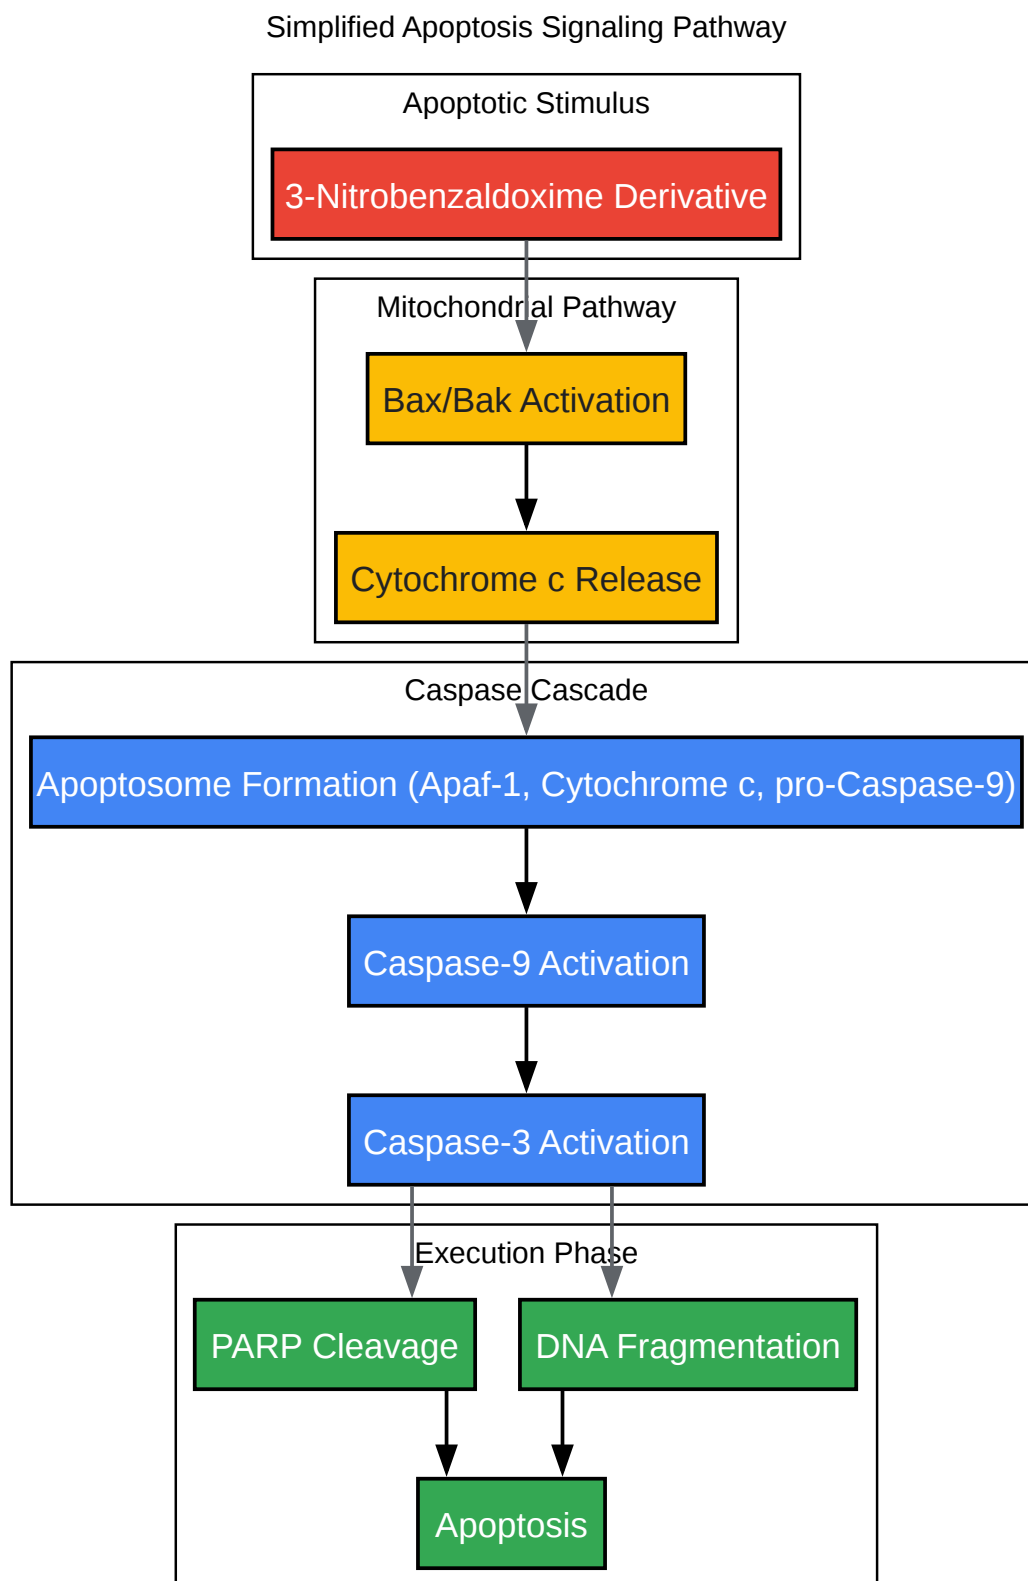 Simplified Apoptosis Signaling Pathway
Apoptotic Stimulus
3-Nitrobenzaldoxime Derivative
Mitochondrial Pathway
Bax/Bak Activation
Cytochrome c Release
Caspase Cascade
Apoptosome Formation (Apaf-1, Cytochrome c, pro-Caspase-9)
Caspase-9 Activation
Caspase-3 Activation
Execution Phase
PARP Cleavage
DNA Fragmentation
Apoptosis